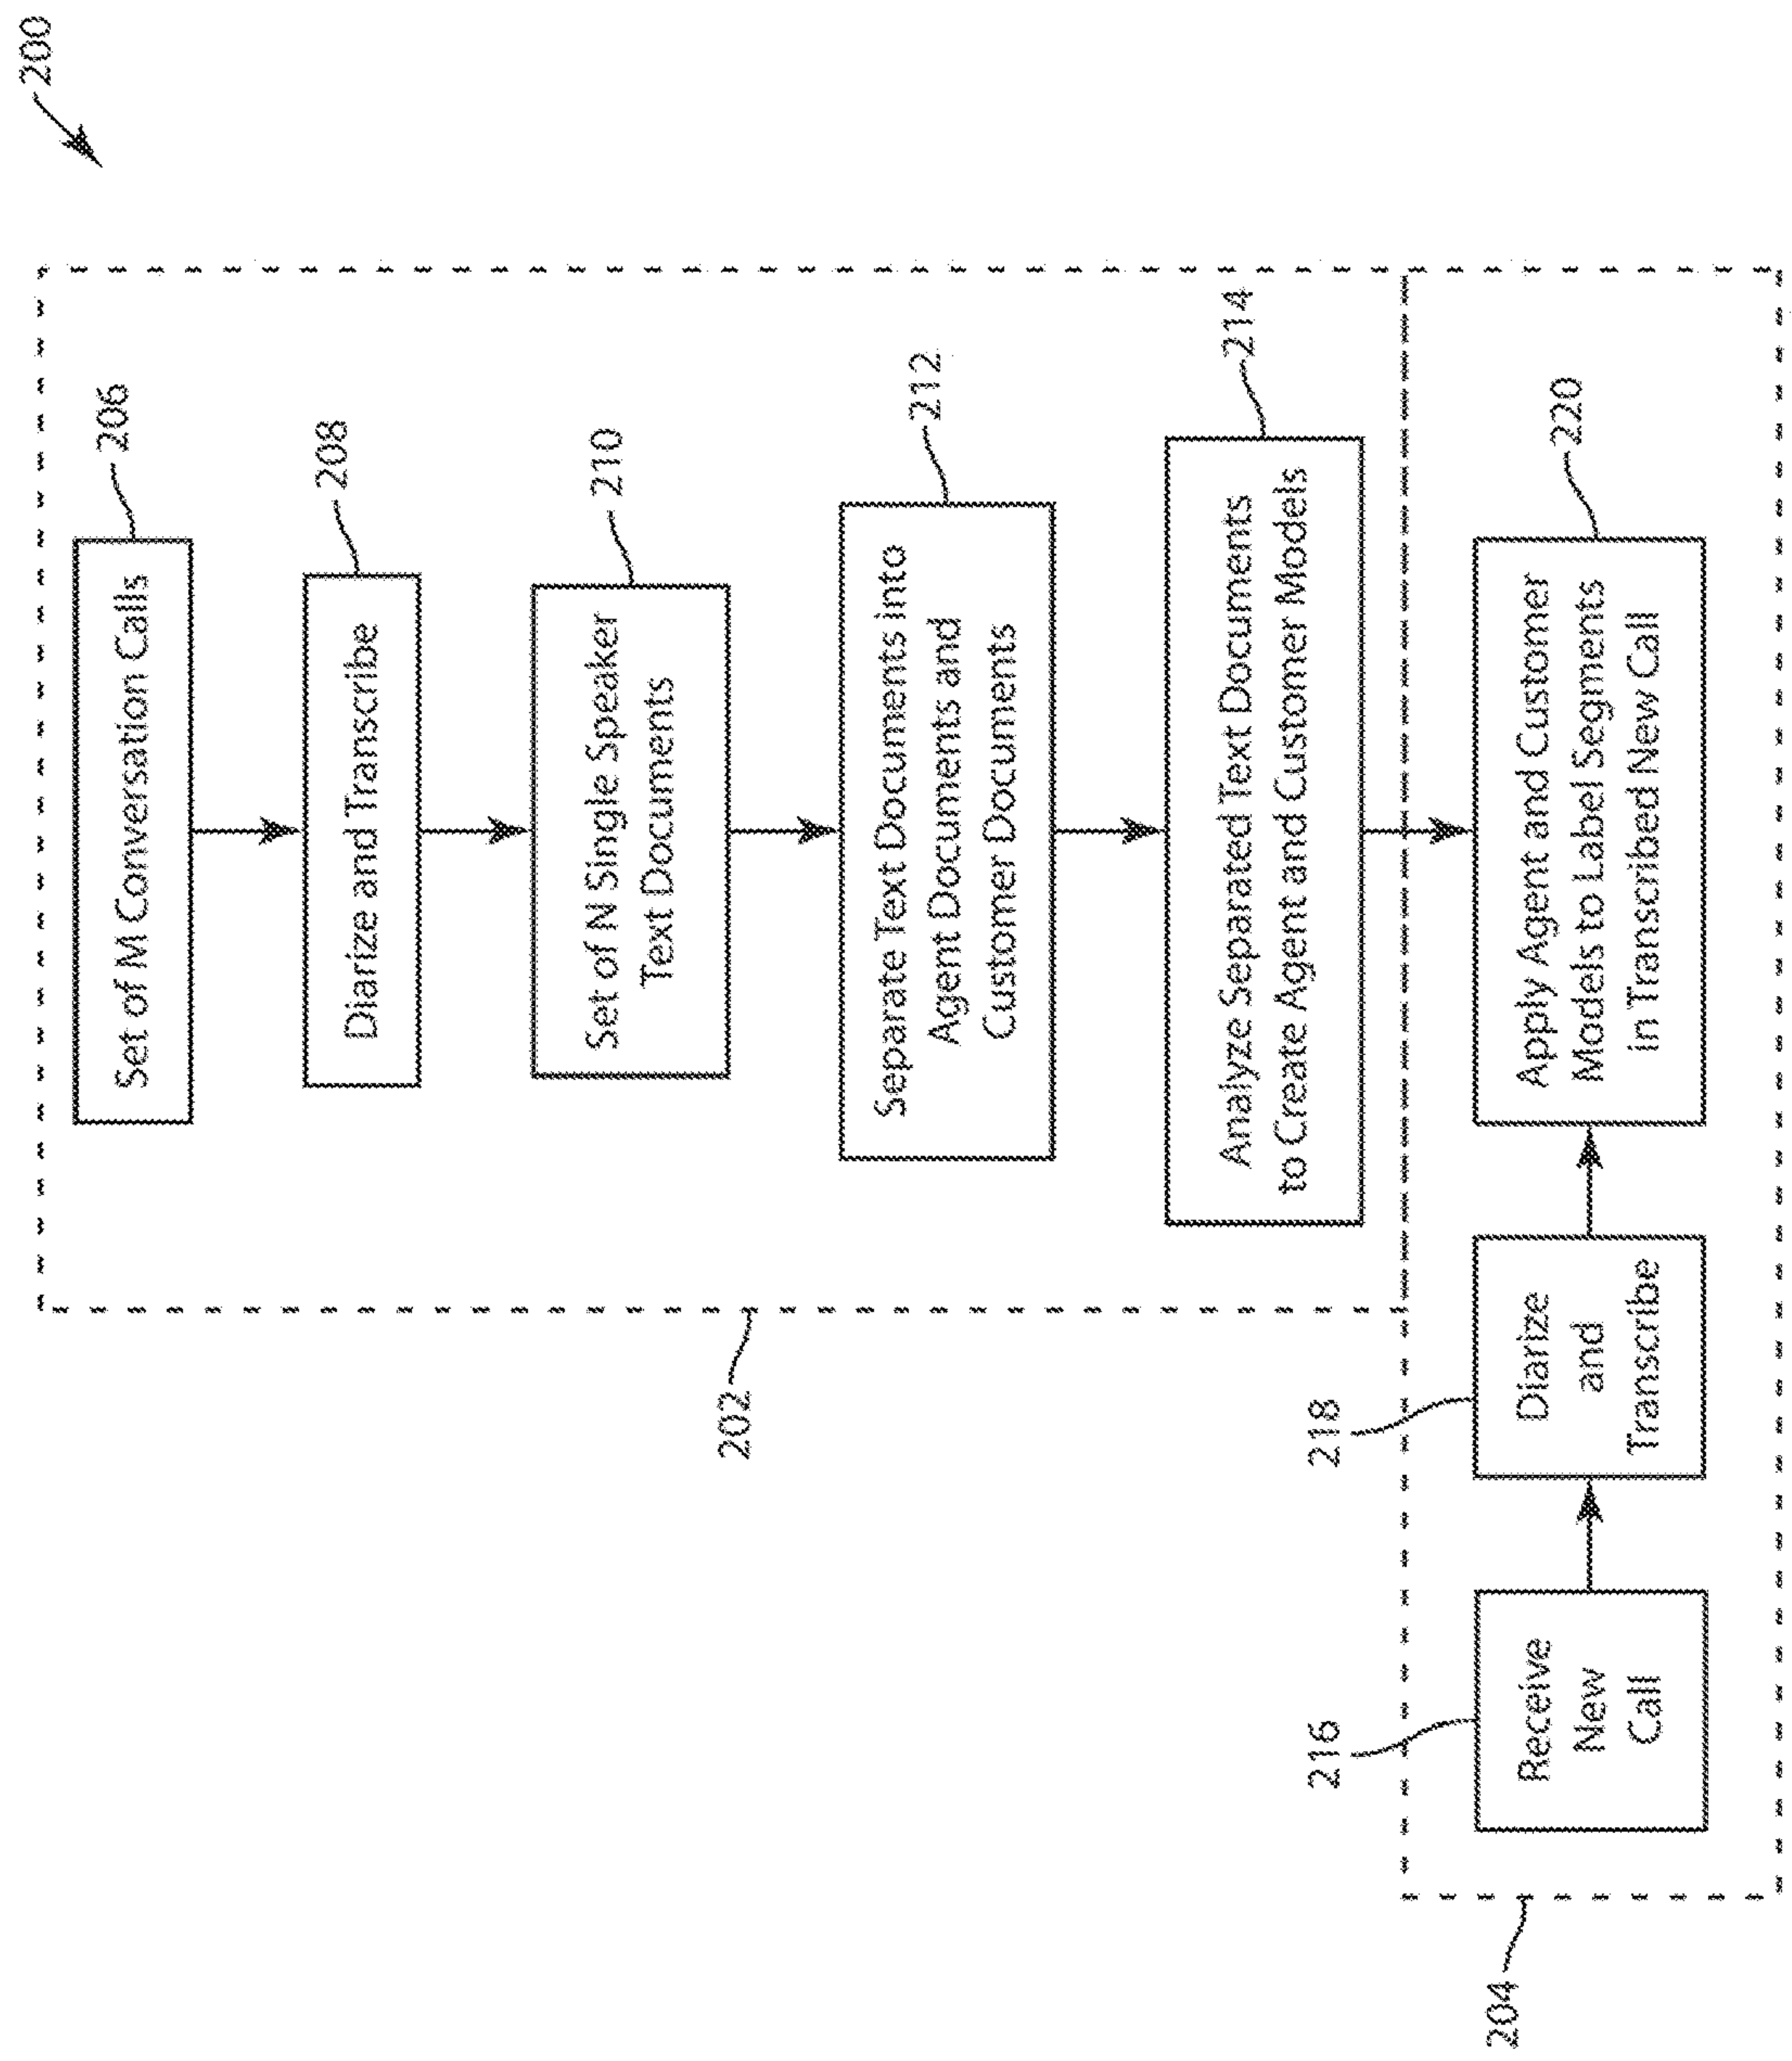 200
Set of M Conversation Calls
206
Diarize and Transcribe
208
Set of N Single Speaker
Text Documents
210
Separate Text Documents into
Agent Documents and
Customer Documents
212
Analyze Separated Text Documents
to Create Agent and Customer Models
214
202
216
Receive
New
Call
218
Diarize
and
Transcribe
Apply Agent and Customer
Models to Label Segments
in Transcribed New Call
220
204